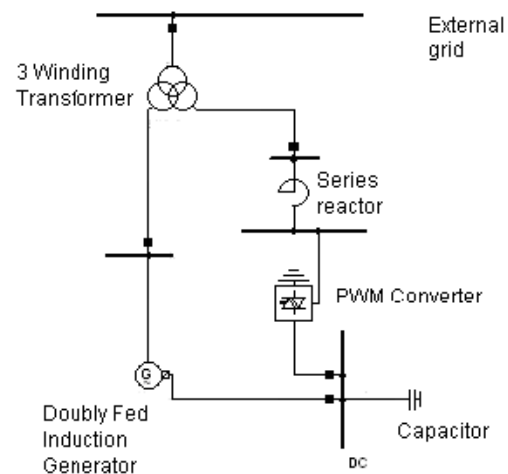 External
grid
3 Winding
Transformer
Series
reactor
PWM Converter
G
Doubly Fed
Induction
Generator
Capacitor
DC